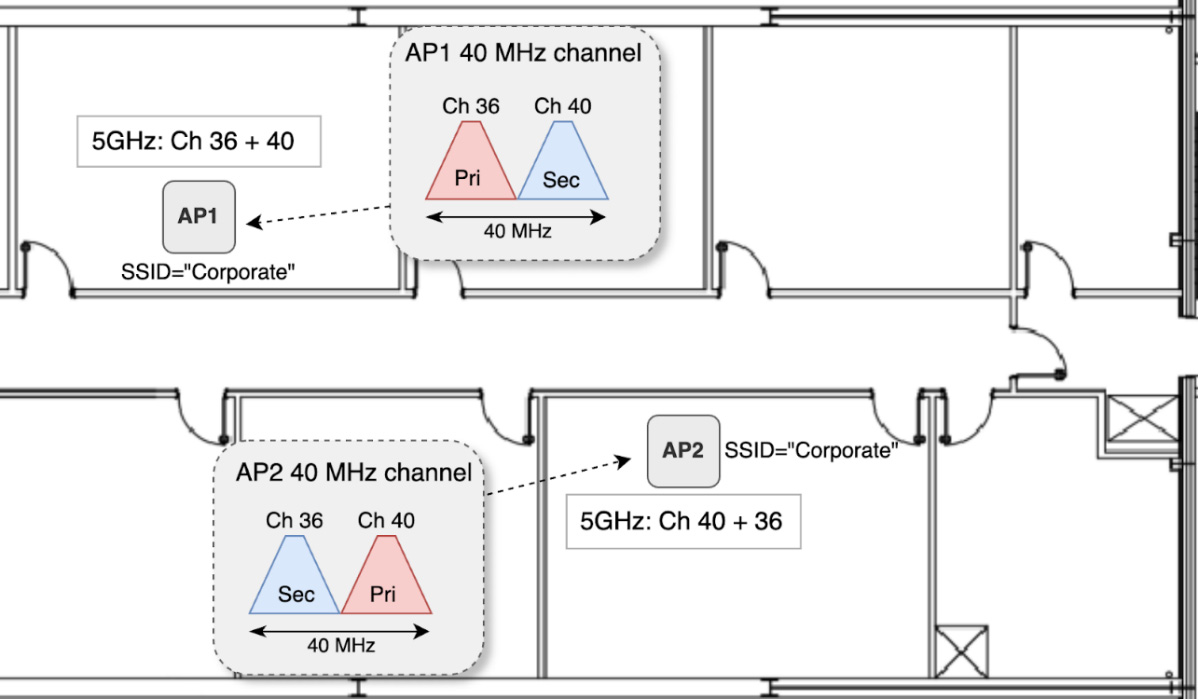 AP1 40 MHz channel
Ch 36 Ch 40
Pri Sec
40 MHz
5GHz: Ch 36 + 40
AP1
SSID="Corporate"
AP2 SSID="Corporate"
5GHz: Ch 40 + 36
AP2 40 MHz channel
Ch 36 Ch 40
Sec Pri
40 MHz